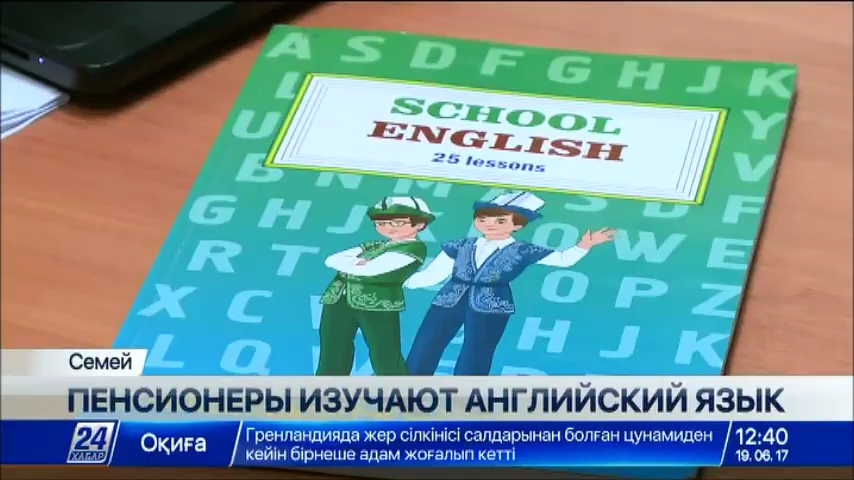 A S D F G H J K
L
SCHOOL
ENGLISH
25 lessons
U
Y
V
B N M
S D F
G H J
Q W E
R T
O P Z
X C
H J K
L Q
Семей
ПЕНСИОНЕРЫ ИЗУЧАЮТ АНГЛИЙСКИЙ ЯЗЫК
24
ХАБАР
Оқиға
Гренландияда жер сілкінісі салдарынан болған цунамиден
кейін бірнеше адам жоғалып кетті
12:40
19.06.17